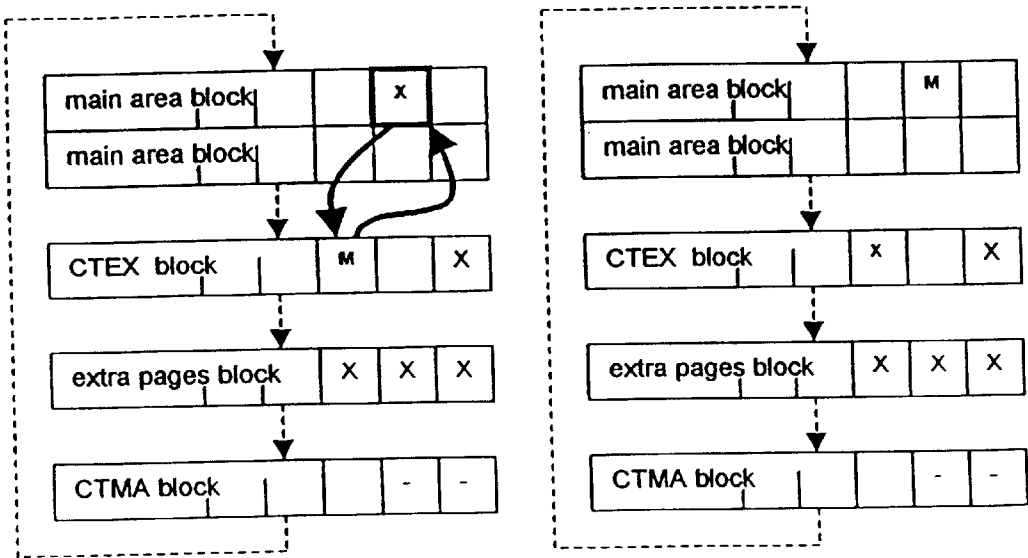 main area block x
main area block
CTEX block M X
extra pages block X X X
CTMA block - -
main area block M
main area block
CTEX block x X
extra pages block X X X
CTMA block - -